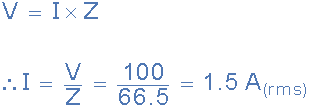 V = I × Z
∴ I = V/Z = 100/66.5 = 1.5 A(rms)